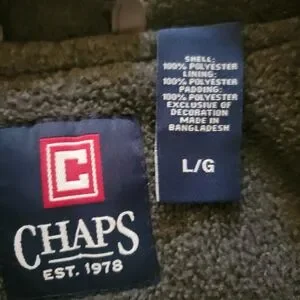 SHELL:
100% POLYESTER
LINING:
100% POLYESTER
PADDING:
100% POLYESTER
EXCLUSIVE OF
DECORATION
MADE IN
BANGLADESH
L/G
C
CHAPS
EST. 1978